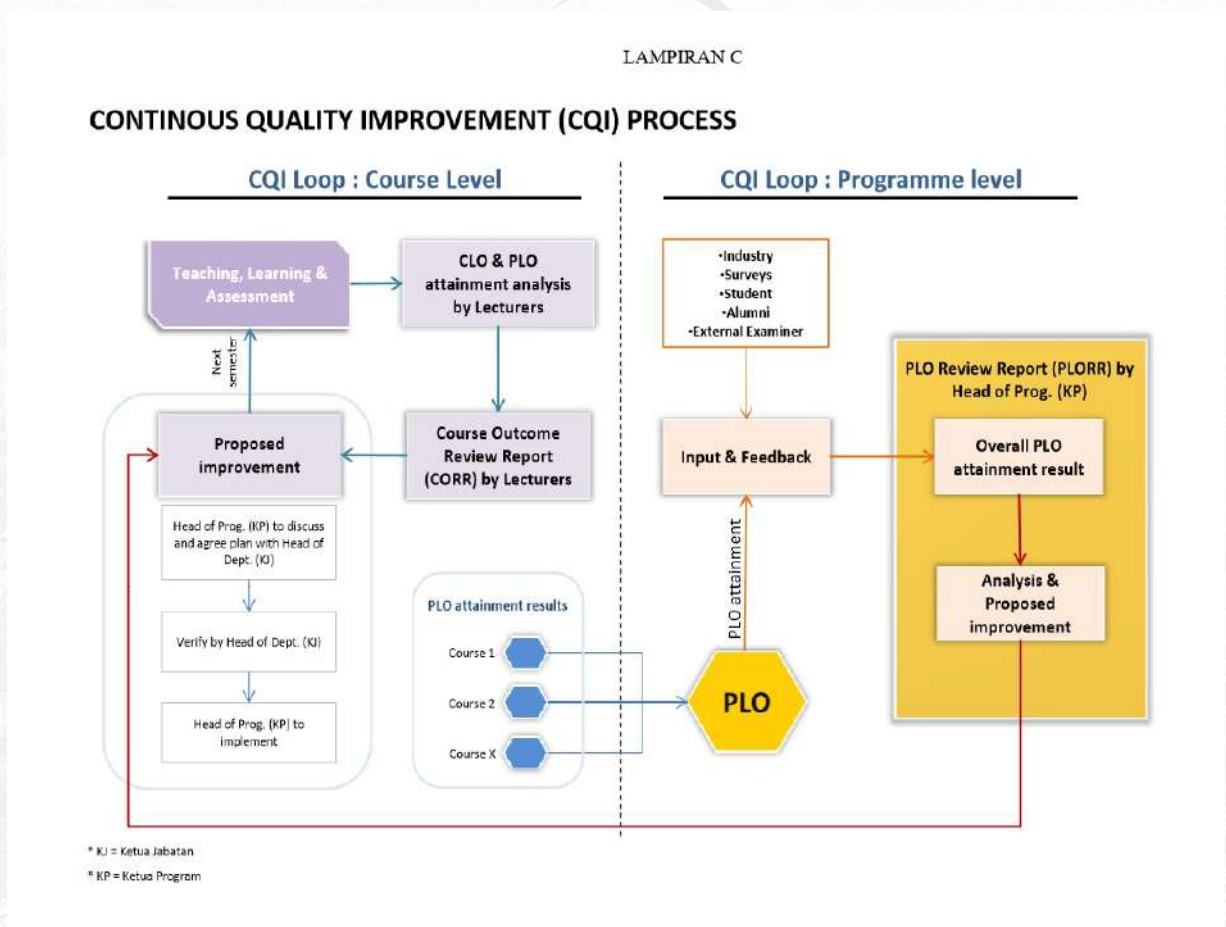 LAMPIRAN C
CONTINOUS QUALITY IMPROVEMENT (CQI) PROCESS
CQI Loop : Course Level
Teaching, Learning &
Assessment
CLO & PLO
attainment analysis
by Lecturers
Next
semester
Proposed
improvement
Course Outcome
Review Report
(CORR) by Lecturers
Head of Prog. (KP) to discuss
and agree plan with Head of
Dept. (KJ)
Verify by Head of Dept. (KJ)
Head of Prog. (KP) to
implement
PLO attainment results
Course 1
Course 2
Course X
CQI Loop : Programme level
•Industry
•Surveys
•Student
•Alumni
•External Examiner
Input & Feedback
PLO attainment
PLO
PLO Review Report (PLORR) by
Head of Prog. (KP)
Overall PLO
attainment result
Analysis &
Proposed
improvement
* KJ = Ketua Jabatan
* KP = Ketua Program